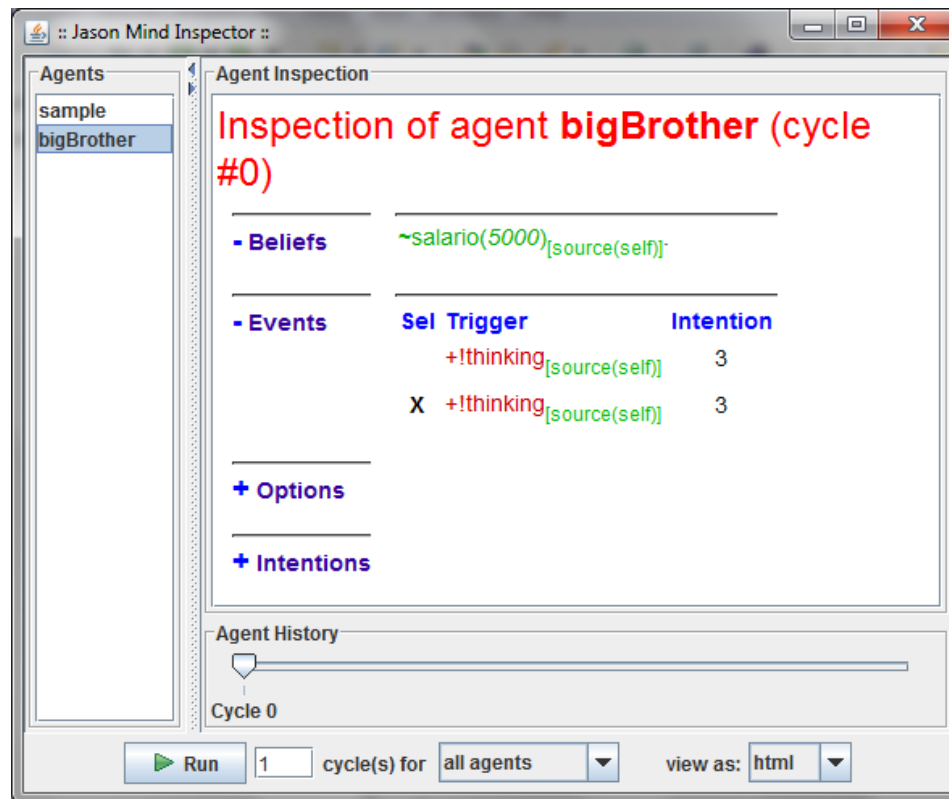 :: Jason Mind Inspector ::
Agents
sample
bigBrother
Agent Inspection
Inspection of agent bigBrother (cycle
#0)
- Beliefs ~salario(5000)[source(self)].
- Events Sel Trigger Intention
+!thinking[source(self)] 3
X +!thinking[source(self)] 3
+ Options
+ Intentions
Agent History
Cycle 0
Run 1 cycle(s) for all agents view as: html